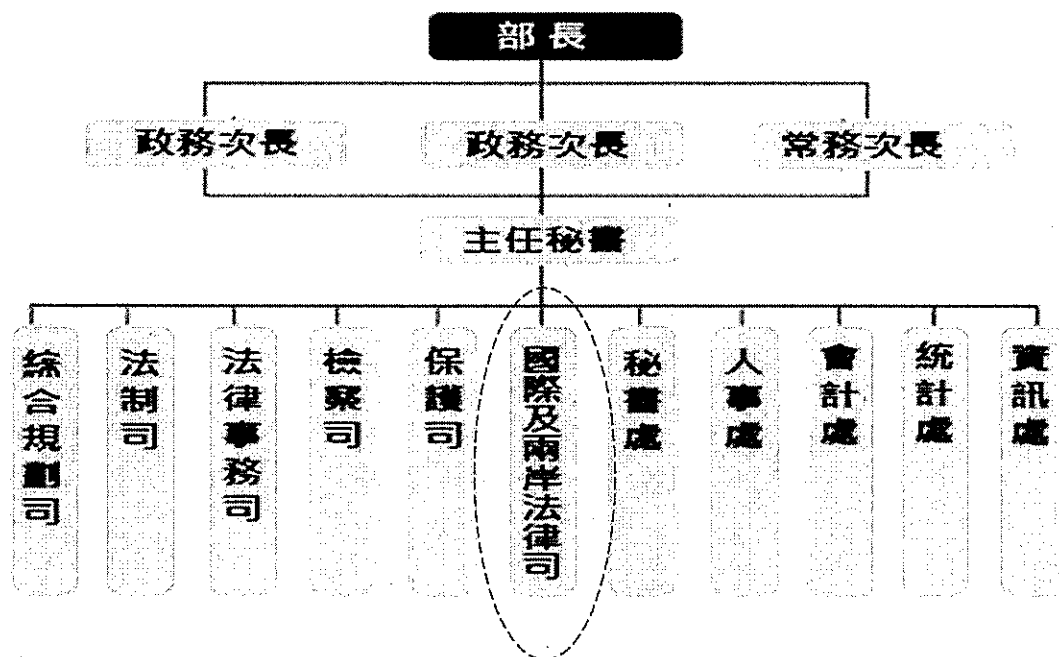 部長
政務次長
政務次長
常務次長
主任秘書
綜合規劃司
法制司
法律事務司
檢察司
保護司
國際及兩岸法律司
秘書處
人事處
會計處
統計處
資訊處